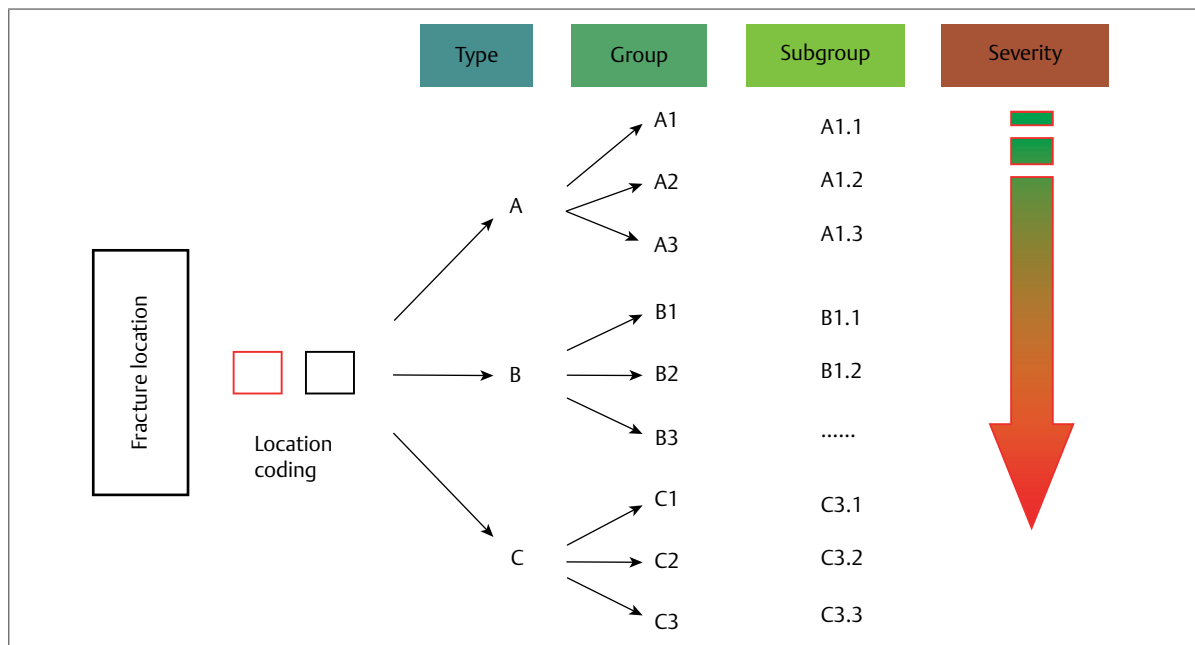 Type
Group
Subgroup
Severity
Fracture location
Location
coding
A
B
C
A1
A2
A3
B1
B2
B3
C1
C2
C3
A1.1
A1.2
A1.3
B1.1
B1.2
......
C3.1
C3.2
C3.3